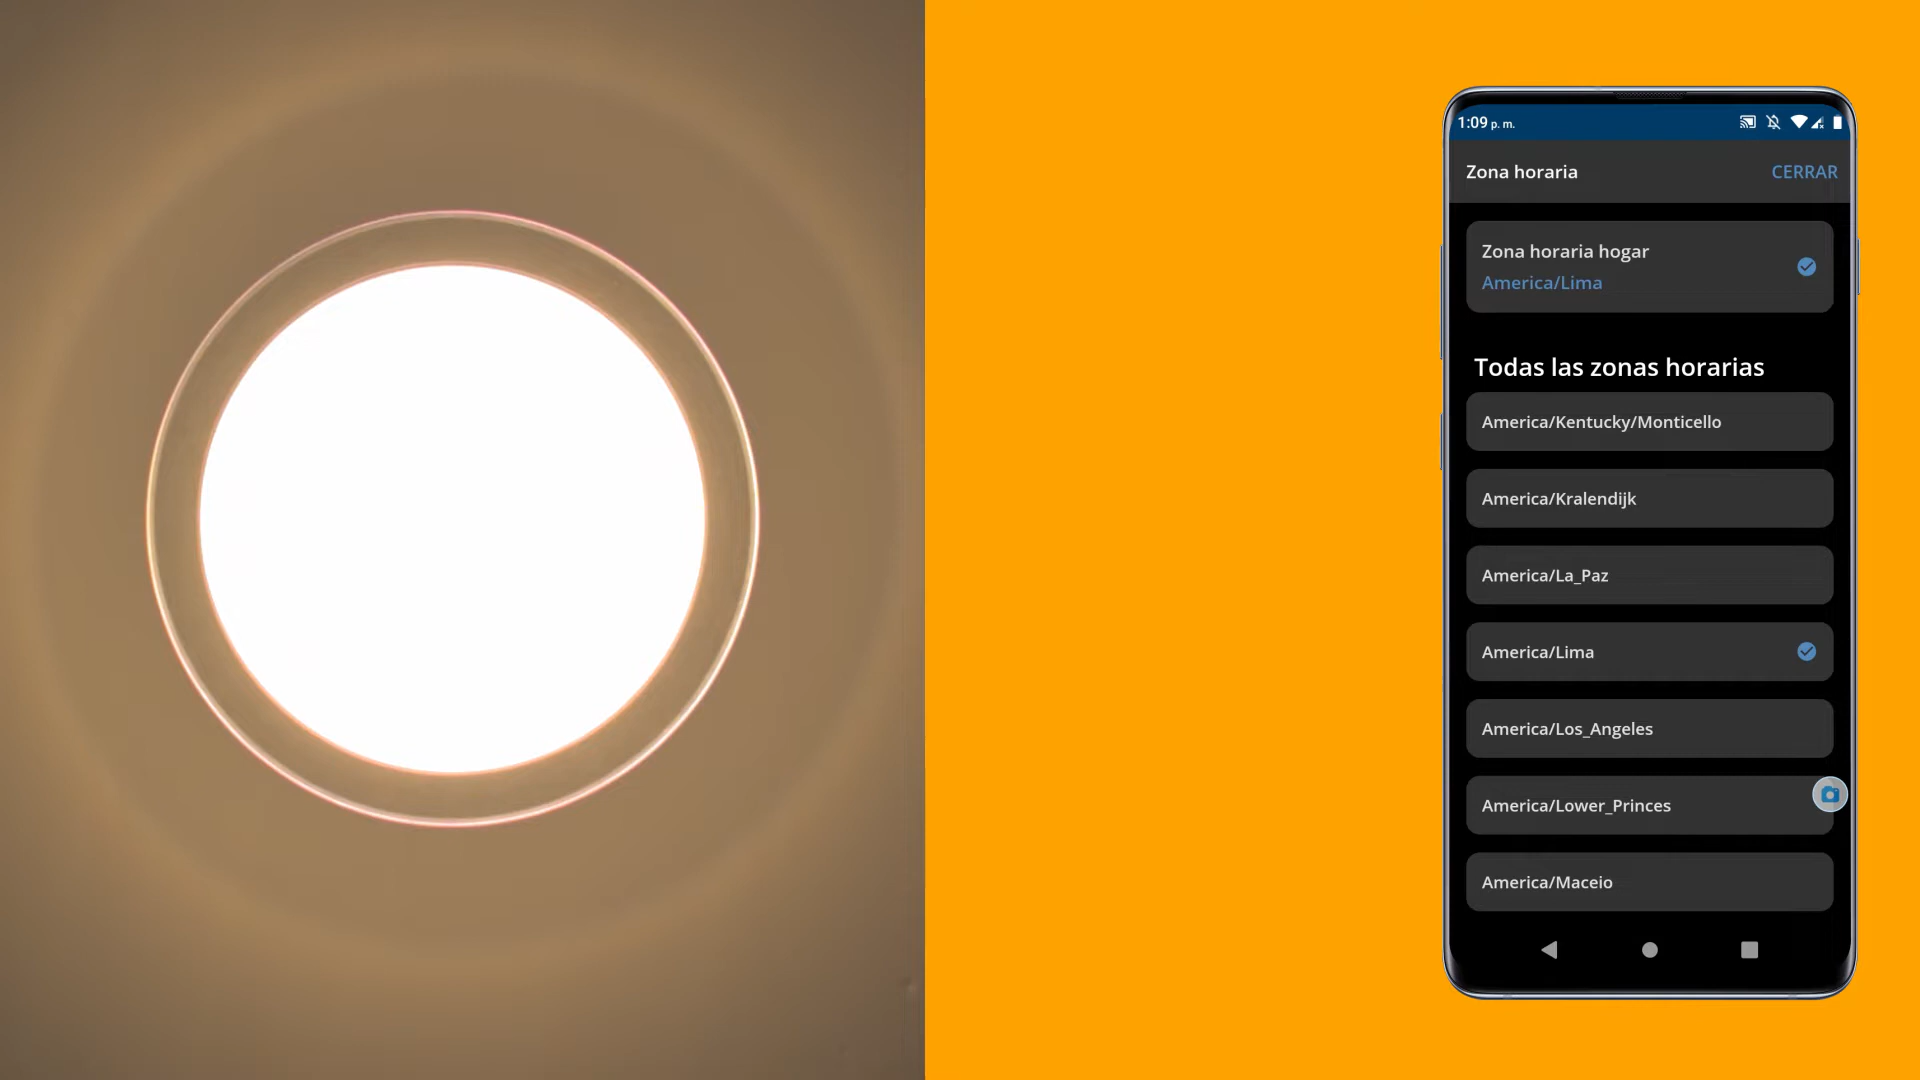 1:09 p. m.
Zona horaria
CERRAR
Zona horaria hogar
America/Lima
Todas las zonas horarias
America/Kentucky/Monticello
America/Kralendijk
America/La_Paz
America/Lima
America/Los_Angeles
America/Lower_Princes
America/Maceio